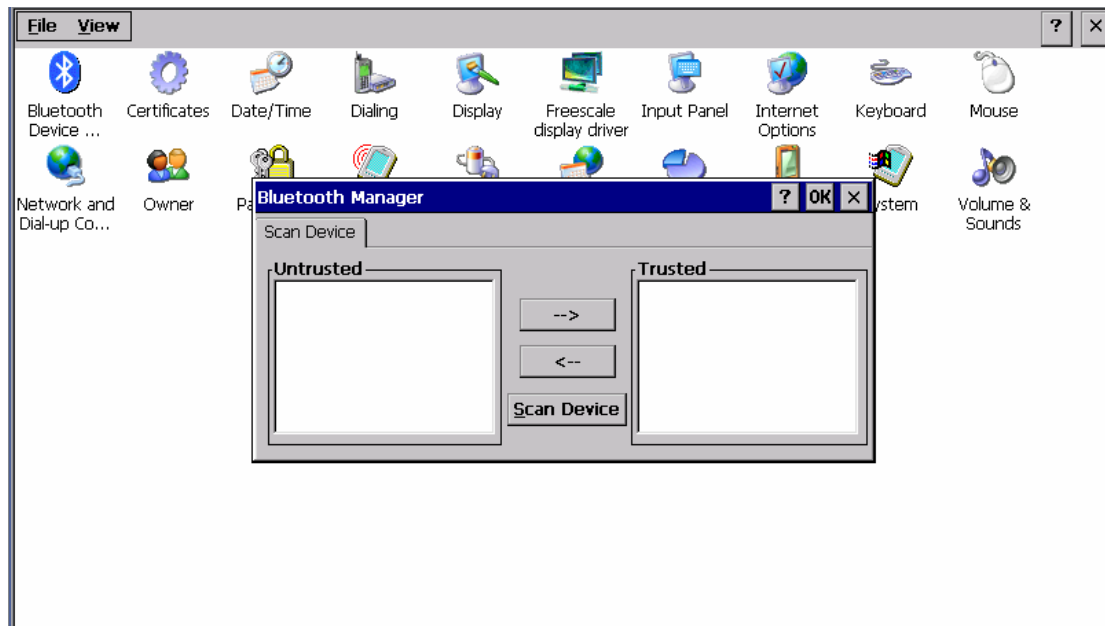 File View ? ×
Bluetooth Certificates Date/Time Dialing Display Freescale Input Panel Internet Keyboard Mouse
Device ... display driver Options
Network and Owner Volume &
Dial-up Co... Sounds
Bluetooth Manager ? OK ×
Scan Device
Untrusted Trusted
-->
<--
Scan Device